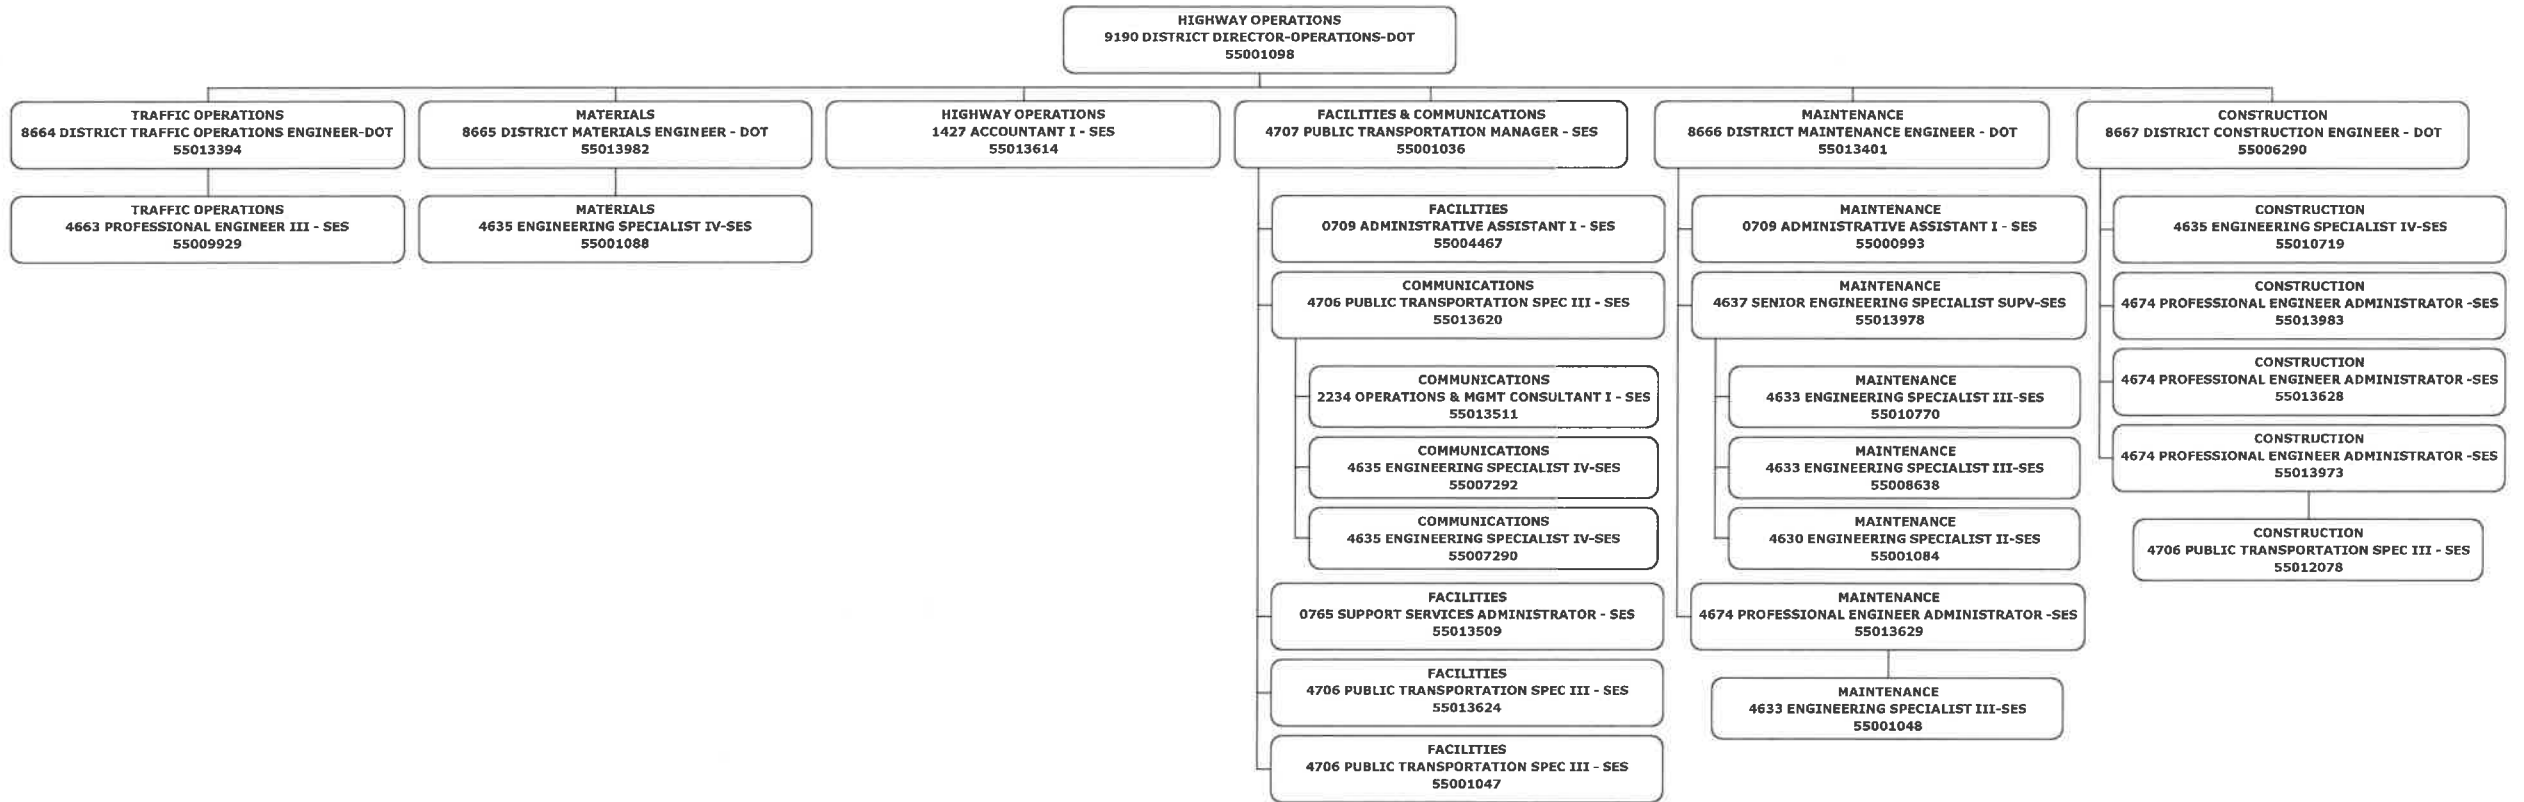 HIGHWAY OPERATIONS
9190 DISTRICT DIRECTOR-OPERATIONS-DOT
55001098
TRAFFIC OPERATIONS
8664 DISTRICT TRAFFIC OPERATIONS ENGINEER-DOT
55013394
MATERIALS
8665 DISTRICT MATERIALS ENGINEER - DOT
55013982
HIGHWAY OPERATIONS
1427 ACCOUNTANT I - SES
55013614
FACILITIES & COMMUNICATIONS
4707 PUBLIC TRANSPORTATION MANAGER - SES
55001036
MAINTENANCE
8666 DISTRICT MAINTENANCE ENGINEER - DOT
55013401
CONSTRUCTION
8667 DISTRICT CONSTRUCTION ENGINEER - DOT
55006290
TRAFFIC OPERATIONS
4663 PROFESSIONAL ENGINEER III - SES
55009929
MATERIALS
4635 ENGINEERING SPECIALIST IV-SES
55001088
FACILITIES
0709 ADMINISTRATIVE ASSISTANT I - SES
55004467
COMMUNICATIONS
4706 PUBLIC TRANSPORTATION SPEC III - SES
55013620
COMMUNICATIONS
2234 OPERATIONS & MGMT CONSULTANT I - SES
55013511
COMMUNICATIONS
4635 ENGINEERING SPECIALIST IV-SES
55007292
COMMUNICATIONS
4635 ENGINEERING SPECIALIST IV-SES
55007290
FACILITIES
0765 SUPPORT SERVICES ADMINISTRATOR - SES
55013509
FACILITIES
4706 PUBLIC TRANSPORTATION SPEC III - SES
55013624
FACILITIES
4706 PUBLIC TRANSPORTATION SPEC III - SES
55001047
MAINTENANCE
0709 ADMINISTRATIVE ASSISTANT I - SES
55000993
MAINTENANCE
4637 SENIOR ENGINEERING SPECIALIST SUPV-SES
55013978
MAINTENANCE
4633 ENGINEERING SPECIALIST III-SES
55010770
MAINTENANCE
4633 ENGINEERING SPECIALIST III-SES
55008638
MAINTENANCE
4630 ENGINEERING SPECIALIST II-SES
55001084
MAINTENANCE
4674 PROFESSIONAL ENGINEER ADMINISTRATOR -SES
55013629
MAINTENANCE
4633 ENGINEERING SPECIALIST III-SES
55001048
CONSTRUCTION
4635 ENGINEERING SPECIALIST IV-SES
55010719
CONSTRUCTION
4674 PROFESSIONAL ENGINEER ADMINISTRATOR -SES
55013983
CONSTRUCTION
4674 PROFESSIONAL ENGINEER ADMINISTRATOR -SES
55013628
CONSTRUCTION
4674 PROFESSIONAL ENGINEER ADMINISTRATOR -SES
55013973
CONSTRUCTION
4706 PUBLIC TRANSPORTATION SPEC III - SES
55012078